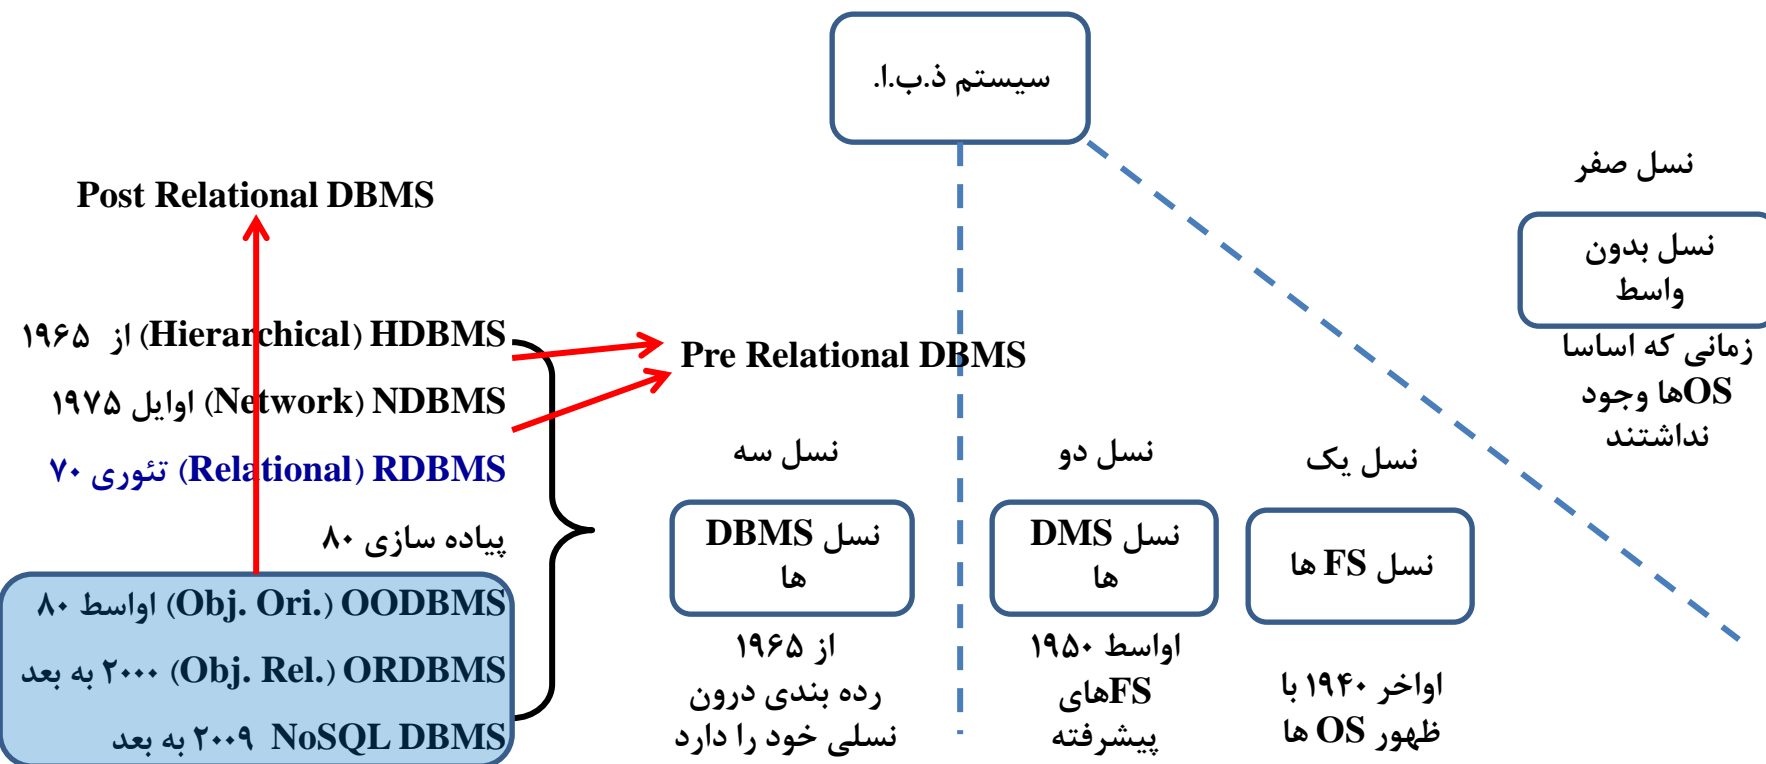 سیستم ذ.ب.ا.
نسل صفر
نسل بدون
واسط
زمانی که اساسا
OSها وجود
نداشتند
نسل یک
نسل FS ها
اواخر ۱۹۴۰ با
ظهور OS ها
نسل دو
نسل DMS
ها
اواسط ۱۹۵۰
FSهای
پیشرفته
نسل سه
نسل DBMS
ها
از ۱۹۶۵
رده بندی درون
نسلی خود را دارد
Pre Relational DBMS
Post Relational DBMS
HDBMS (Hierarchical) از ۱۹۶۵
NDBMS (Network) اوایل ۱۹۷۵
RDBMS (Relational) تئوری ۷۰
پیاده سازی ۸۰
OODBMS (Obj. Ori.) اواسط ۸۰
ORDBMS (Obj. Rel.) ۲۰۰۰ به بعد
NoSQL DBMS ۲۰۰۹ به بعد